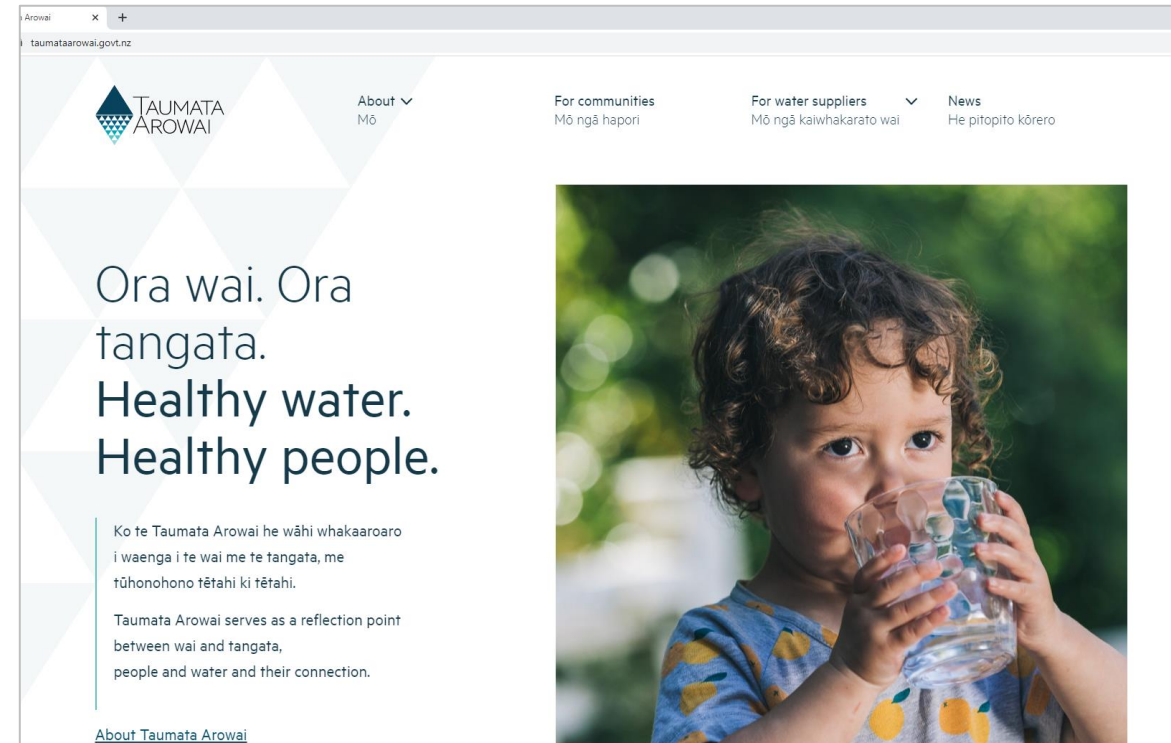 Arowai
taumataarowai.govt.nz
TAUMATA
AROWAI
About
Mō
For communities
Mō ngā hapori
For water suppliers
Mō ngā kaiwhakarato wai
News
He pitopito kōrero
Ora wai. Ora
tangata.
Healthy water.
Healthy people.
Ko te Taumata Arowai he wāhi whakaaroaro
i waenga i te wai me te tangata, me
tūhonohono tētahi ki tētahi.
Taumata Arowai serves as a reflection point
between wai and tangata,
people and water and their connection.
About Taumata Arowai